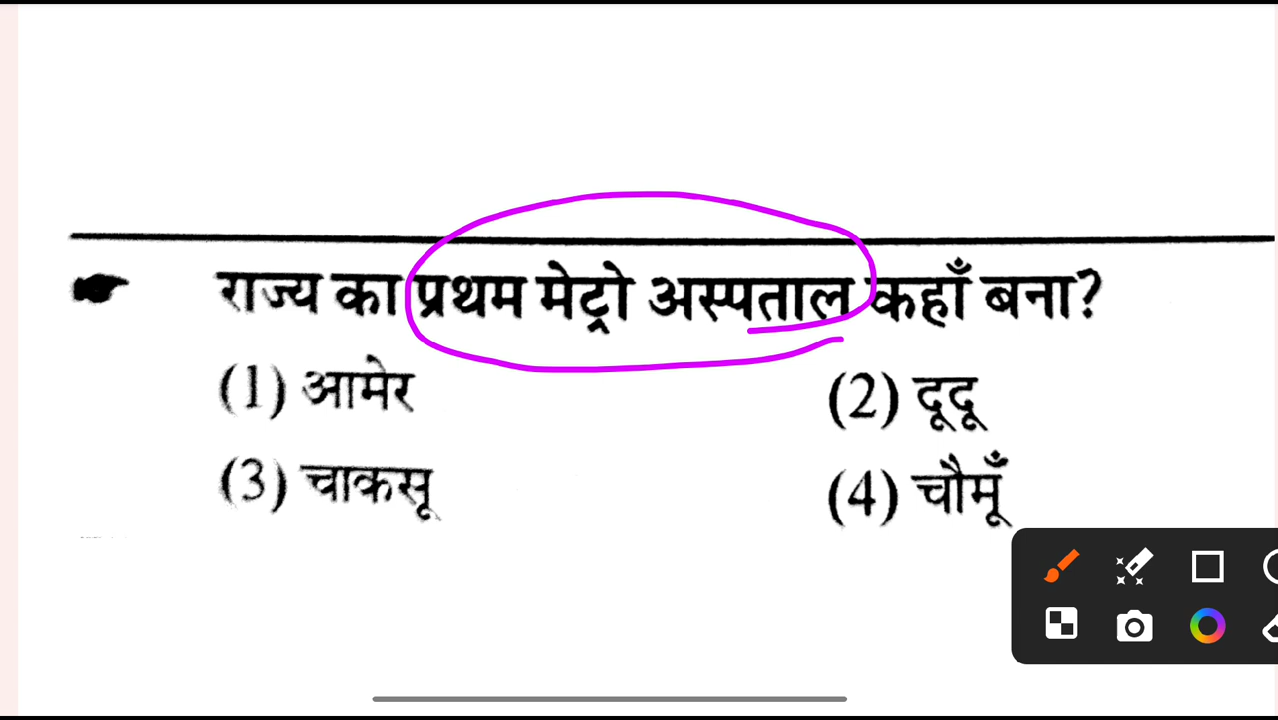 राज्य का प्रथम मेट्रो अस्पताल कहाँ बना?
(1) आमेर (2) दूदू
(3) चाकसू (4) चौमूँ